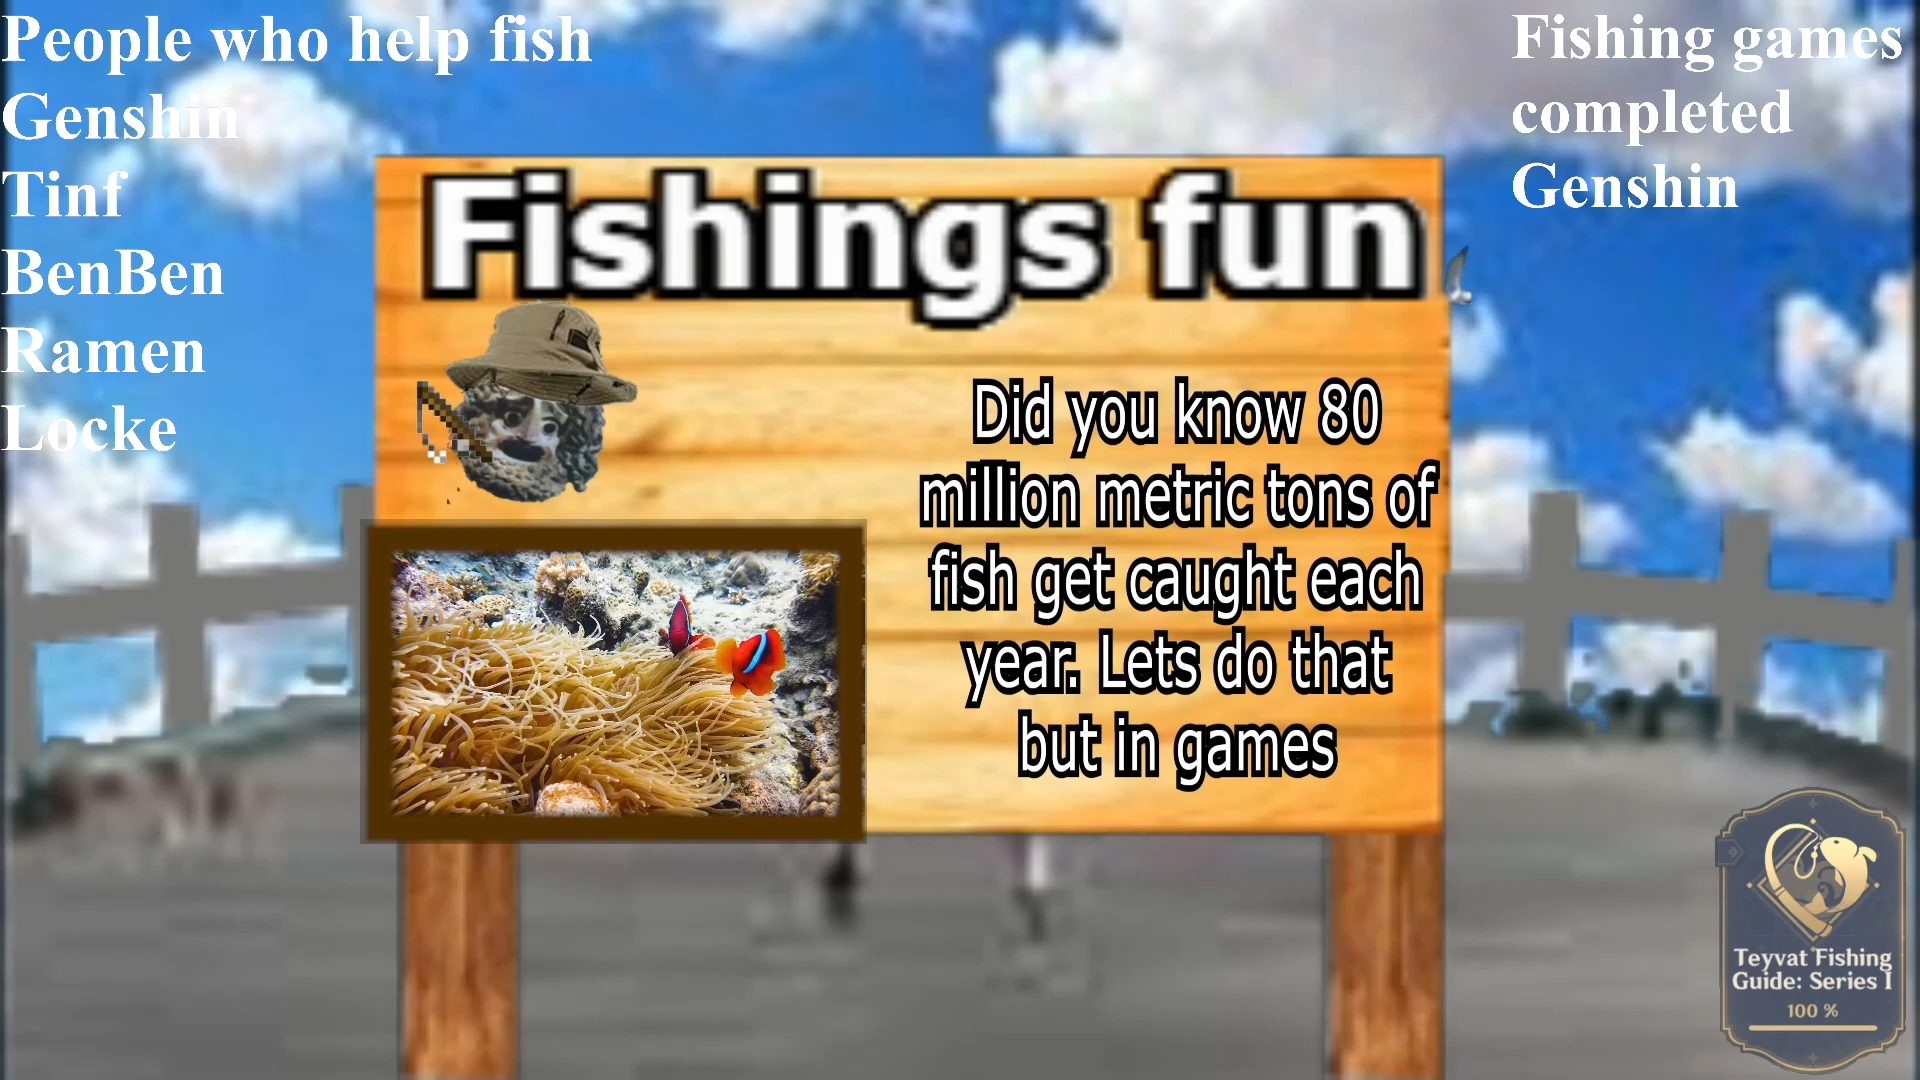 People who help fish
Genshin
Tinf
BenBen
Ramen
Locke
Fishing games
completed
Genshin
Fishings fun
Did you know 80
million metric tons of
fish get caught each
year. Lets do that
but in games
Teyvat Fishing
Guide: Series I
100 %